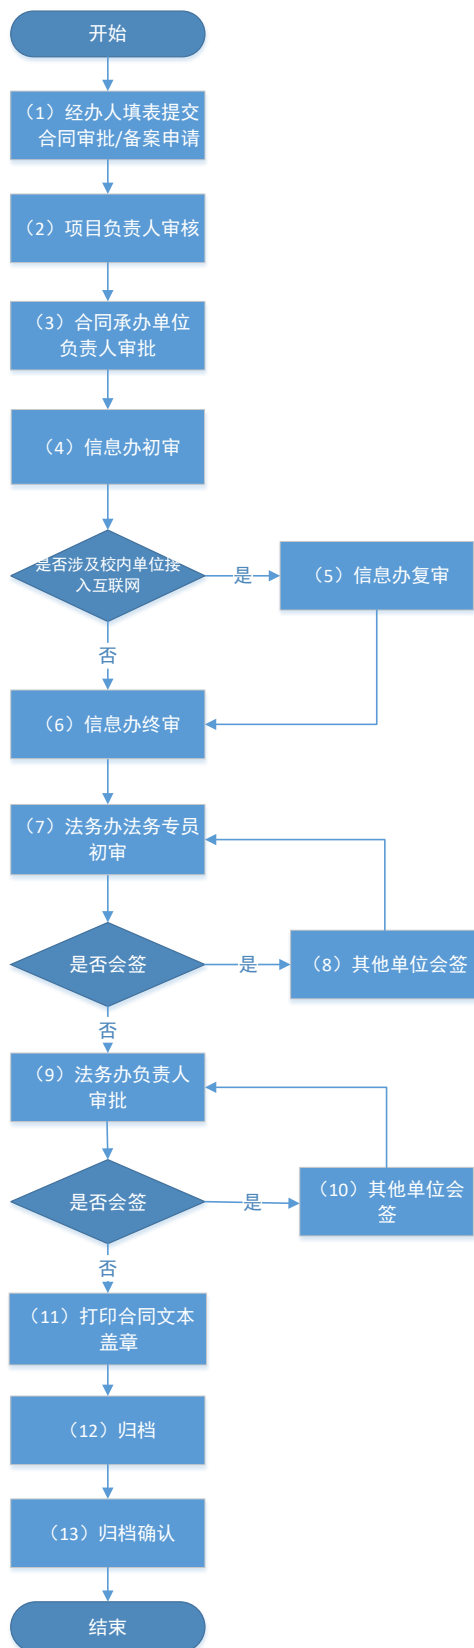 开始
（1）经办人填表提交
合同审批/备案申请
（2）项目负责人审核
（3）合同承办单位
负责人审批
（4）信息办初审
是否涉及校内单位接
入互联网
是
（5）信息办复审
否
（6）信息办终审
（7）法务办法务专员
初审
是否会签
是
（8）其他单位会签
否
（9）法务办负责人
审批
是否会签
是
（10）其他单位会
签
否
（11）打印合同文本
盖章
（12）归档
（13）归档确认
结束